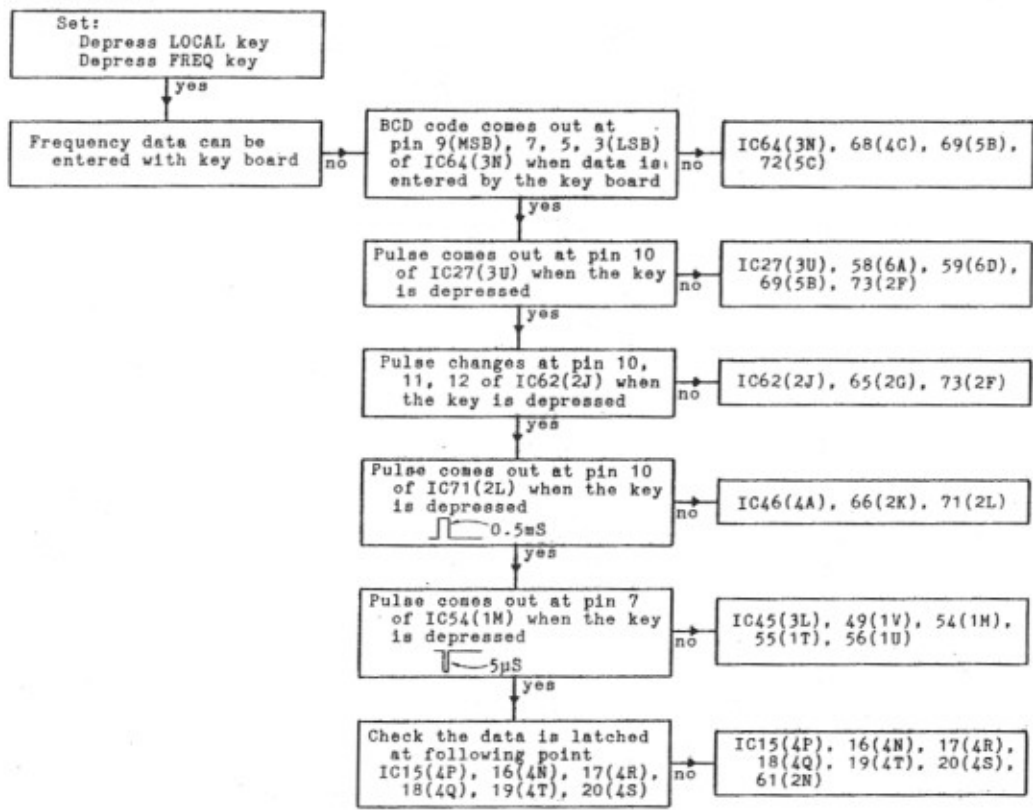 Set:
Depress LOCAL key
Depress FREQ key
yes
Frequency data can be
entered with key board
no
BCD code comes out at
pin 9(MSB), 7, 5, 3(LSB)
of IC64(3N) when data is
entered by the key board
no
IC64(3N), 68(4C), 69(5B),
72(5C)
yes
Pulse comes out at pin 10
of IC27(3U) when the key
is depressed
no
IC27(3U), 58(6A), 59(6D),
69(5B), 73(2F)
yes
Pulse changes at pin 10,
11, 12 of IC62(2J) when
the key is depressed
no
IC62(2J), 65(2G), 73(2F)
yes
Pulse comes out at pin 10
of IC71(2L) when the key
is depressed
0.5mS
no
IC46(4A), 66(2K), 71(2L)
yes
Pulse comes out at pin 7
of IC54(1M) when the key
is depressed
5µS
no
IC45(3L), 49(1V), 54(1M),
55(1T), 56(1U)
yes
Check the data is latched
at following point
IC15(4P), 16(4N), 17(4R),
18(4Q), 19(4T), 20(4S)
no
IC15(4P), 16(4N), 17(4R),
18(4Q), 19(4T), 20(4S),
61(2N)